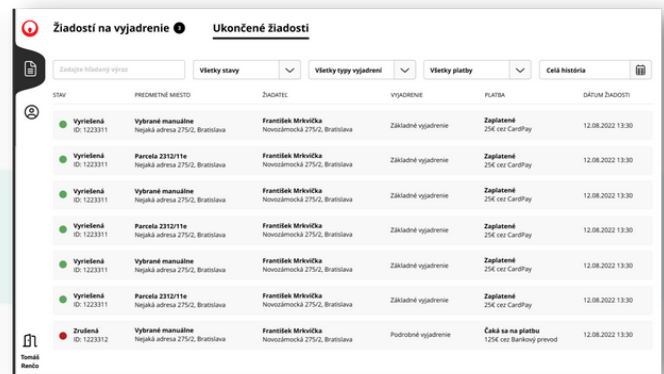 Žiadostí na vyjadrenie 3 Ukončené žiadosti
Zadajte hľadaný výraz Všetky stavy Všetky typy vyjadrení Všetky platby Celá história
STAV PREDMETNÉ MIESTO ŽIADATEĽ VYJADRENIE PLATBA DÁTUM ŽIADOSTI
Vyriešená Vybrané manuálne František Mrkvička Základné vyjadrenie Zaplatené 12.08.2022 13:30
ID: 1223311 Nejaká adresa 275/2, Bratislava Novozámocká 275/2, Bratislava 25€ cez CardPay
Vyriešená Parcela 2312/11e František Mrkvička Základné vyjadrenie Zaplatené 12.08.2022 13:30
ID: 1223311 Nejaká adresa 275/2, Bratislava Novozámocká 275/2, Bratislava 25€ cez CardPay
Vyriešená Vybrané manuálne František Mrkvička Základné vyjadrenie Zaplatené 12.08.2022 13:30
ID: 1223311 Nejaká adresa 275/2, Bratislava Novozámocká 275/2, Bratislava 25€ cez CardPay
Vyriešená Parcela 2312/11e František Mrkvička Základné vyjadrenie Zaplatené 12.08.2022 13:30
ID: 1223311 Nejaká adresa 275/2, Bratislava Novozámocká 275/2, Bratislava 25€ cez CardPay
Vyriešená Vybrané manuálne František Mrkvička Základné vyjadrenie Zaplatené 12.08.2022 13:30
ID: 1223311 Nejaká adresa 275/2, Bratislava Novozámocká 275/2, Bratislava 25€ cez CardPay
Vyriešená Parcela 2312/11e František Mrkvička Základné vyjadrenie Zaplatené 12.08.2022 13:30
ID: 1223311 Nejaká adresa 275/2, Bratislava Novozámocká 275/2, Bratislava 25€ cez CardPay
Zrušená Vybrané manuálne František Mrkvička Podrobné vyjadrenie Čaká sa na platbu 12.08.2022 13:30
ID: 1223312 Nejaká adresa 275/2, Bratislava Novozámocká 275/2, Bratislava 125€ cez Bankový prevod
Tomáš
Renčo